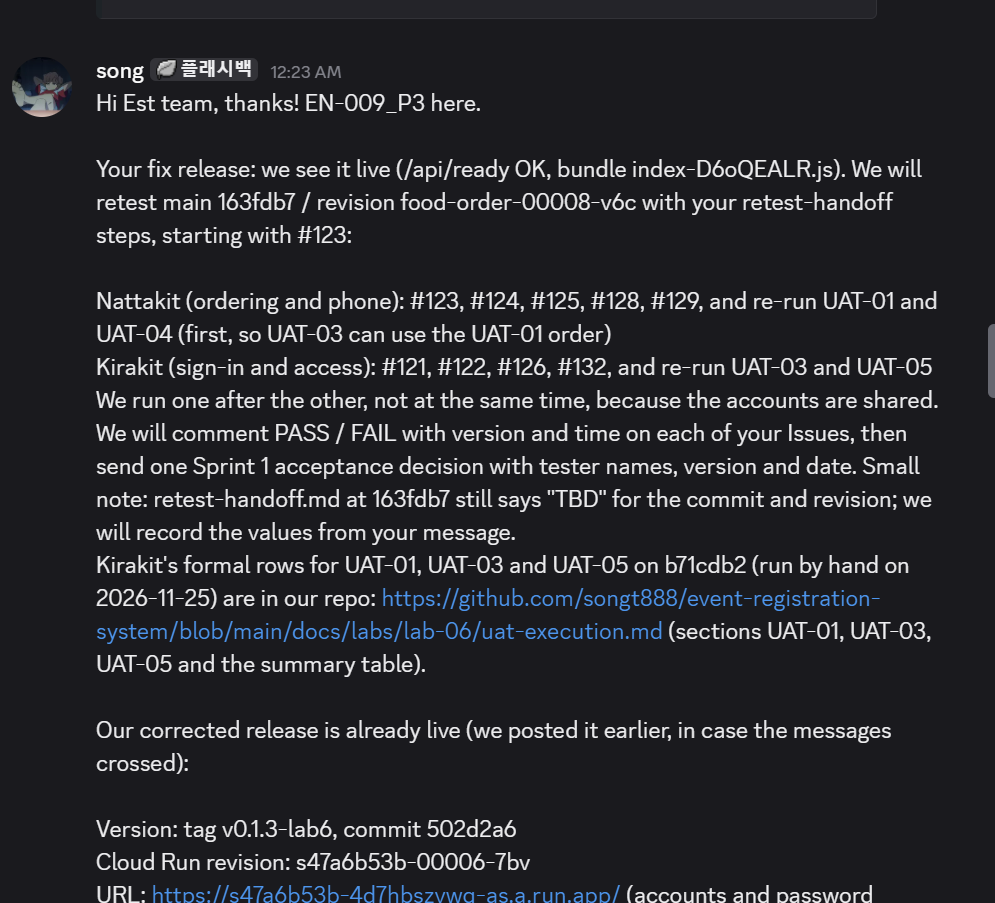 song 플래시백 12:23 AM
Hi Est team, thanks! EN-009_P3 here.
Your fix release: we see it live (/api/ready OK, bundle index-D6oQEALR.js). We will
retest main 163fdb7 / revision food-order-00008-v6c with your retest-handoff
steps, starting with #123:
Nattakit (ordering and phone): #123, #124, #125, #128, #129, and re-run UAT-01 and
UAT-04 (first, so UAT-03 can use the UAT-01 order)
Kirakit (sign-in and access): #121, #122, #126, #132, and re-run UAT-03 and UAT-05
We run one after the other, not at the same time, because the accounts are shared.
We will comment PASS / FAIL with version and time on each of your Issues, then
send one Sprint 1 acceptance decision with tester names, version and date. Small
note: retest-handoff.md at 163fdb7 still says "TBD" for the commit and revision; we
will record the values from your message.
Kirakit's formal rows for UAT-01, UAT-03 and UAT-05 on b71cdb2 (run by hand on
2026-11-25) are in our repo: https://github.com/songt888/event-registration-
system/blob/main/docs/labs/lab-06/uat-execution.md (sections UAT-01, UAT-03,
UAT-05 and the summary table).
Our corrected release is already live (we posted it earlier, in case the messages
crossed):
Version: tag v0.1.3-lab6, commit 502d2a6
Cloud Run revision: s47a6b53b-00006-7bv
URL: https://s47a6b53b-4d7hbszvwq-as.a.run.app/ (accounts and password